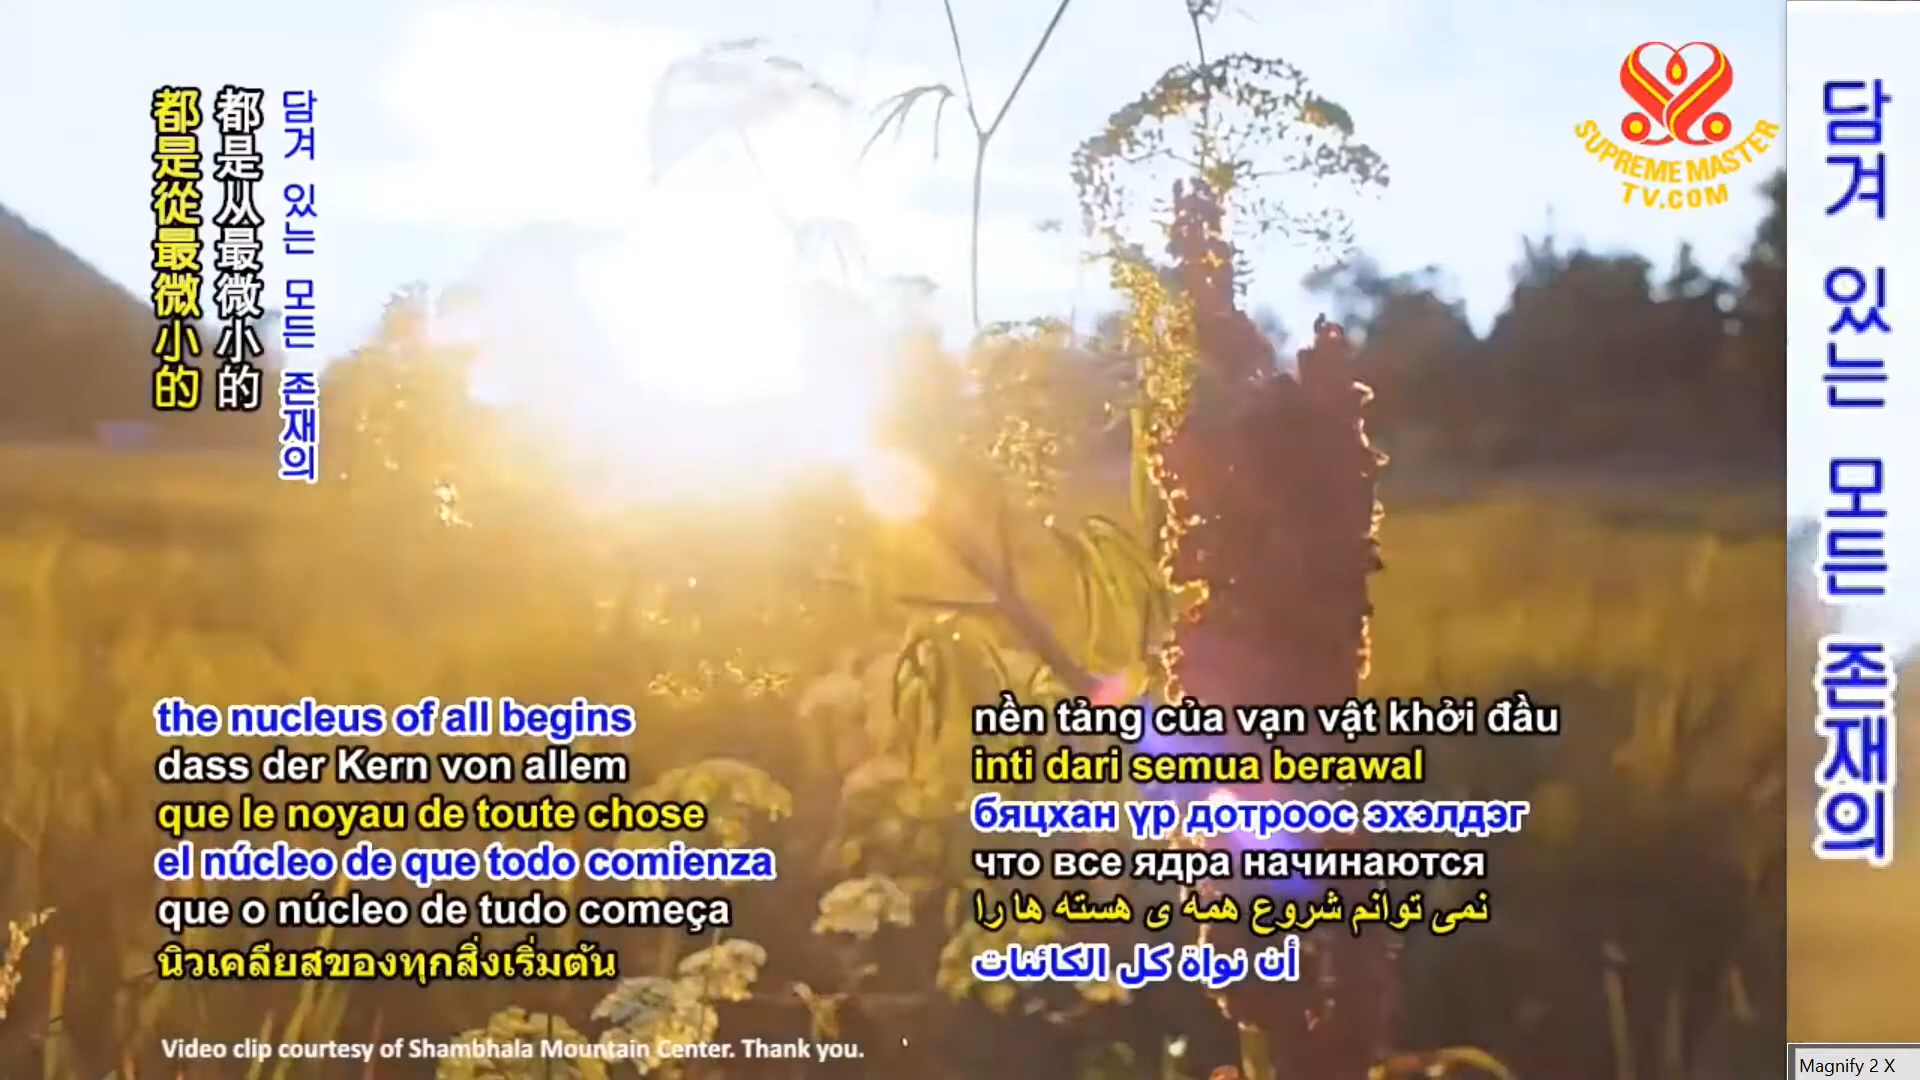 都是從最微小的
都是从最微小的
담겨 있는 모든 존재의
SUPREME MASTER
TV.COM
담겨 있는 모든 존재의
the nucleus of all begins
dass der Kern von allem
que le noyau de toute chose
el núcleo de que todo comienza
que o núcleo de tudo começa
นิวเคลียสของทุกสิ่งเริ่มต้น
nền tảng của vạn vật khởi đầu
inti dari semua berawal
бяцхан үр дотроос эхэлдэг
что все ядра начинаются
نمی توانم شروع همه ی هسته ها را
أن نواة كل الكائنات
Video clip courtesy of Shambhala Mountain Center. Thank you.
Magnify 2 X